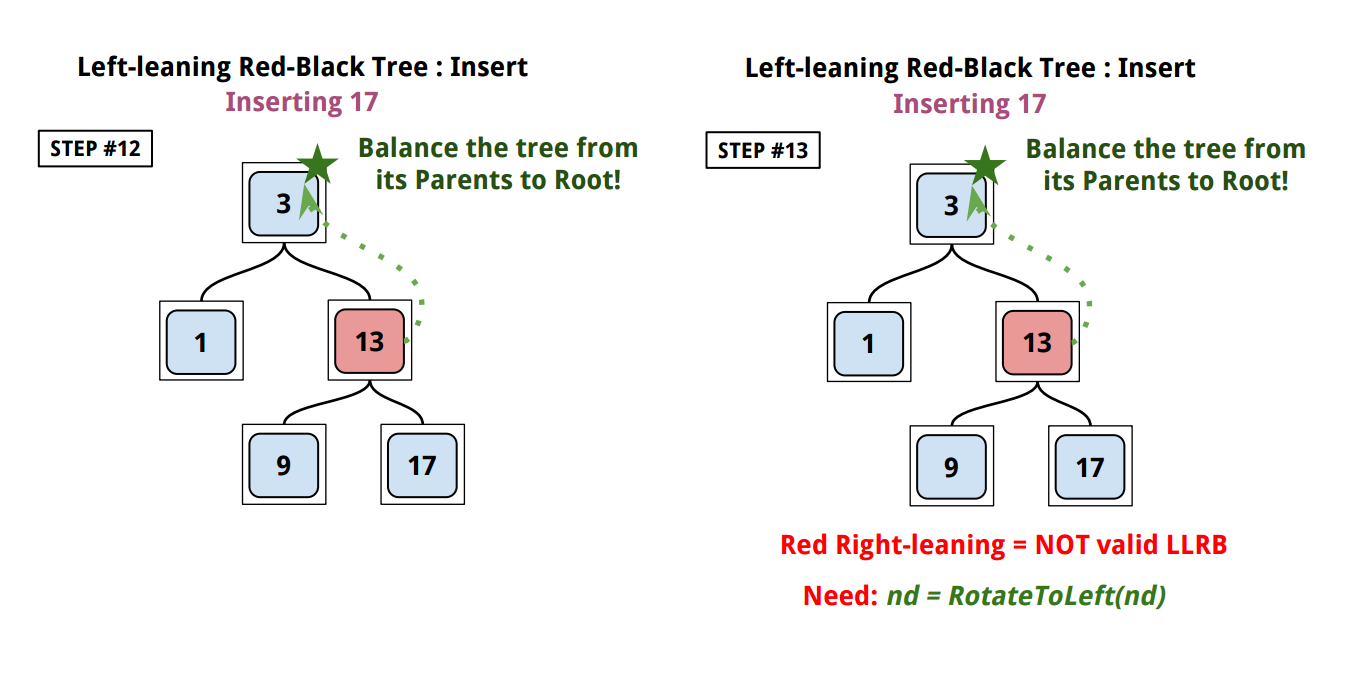 Left-leaning Red-Black Tree : Insert
Inserting 17
STEP #12
Balance the tree from
its Parents to Root!
3
1
13
9
17
Left-leaning Red-Black Tree : Insert
Inserting 17
STEP #13
Balance the tree from
its Parents to Root!
3
1
13
9
17
Red Right-leaning = NOT valid LLRB
Need: nd = RotateToLeft(nd)